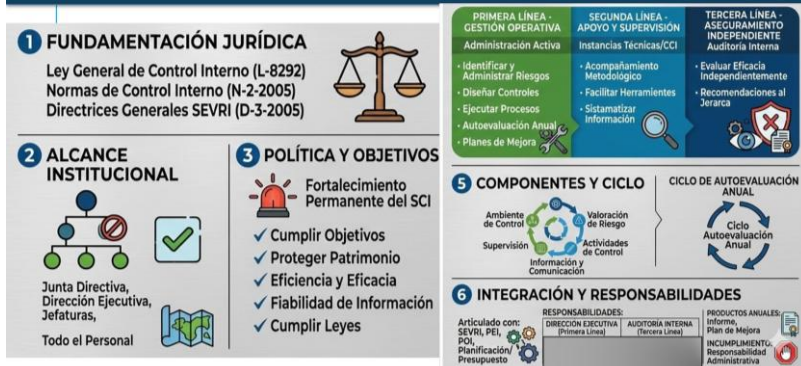 1 FUNDAMENTACIÓN JURÍDICA
Ley General de Control Interno (L-8292)
Normas de Control Interno (N-2-2005)
Directrices Generales SEVRI (D-3-2005)
2 ALCANCE
INSTITUCIONAL
Junta Directiva,
Dirección Ejecutiva,
Jefaturas,
Todo el Personal
3 POLÍTICA Y OBJETIVOS
Fortalecimiento
Permanente del SCI
✓ Cumplir Objetivos
✓ Proteger Patrimonio
✓ Eficiencia y Eficacia
✓ Fiabilidad de Información
✓ Cumplir Leyes
PRIMERA LÍNEA -
GESTIÓN OPERATIVA
Administración Activa
• Identificar y
Administrar Riesgos
• Diseñar Controles
• Ejecutar Procesos
• Autoevaluación Anual
• Planes de Mejora
SEGUNDA LÍNEA -
APOYO Y SUPERVISIÓN
Instancias Técnicas/CCI
• Acompañamiento
Metodológico
• Facilitar Herramientes
• Sistamatizar
Información
TERCERA LÍNEA -
ASEGURAMIENTO
INDEPENDIENTE
Auditoría Interna
• Evaluar Eficacia
Independientemente
• Recomendaciones al
Jerarca
5 COMPONENTES Y CICLO
Ambiente
de Control
Valoración
de Riesgo
Supervisión
Actividades
de Control
Información y
Comunicación
CICLO DE AUTOEVALUACIÓN
ANUAL
Ciclo
Autoevaluación
Anual
6 INTEGRACIÓN Y RESPONSABILIDADES
Articulado con:
SEVRI, PEI,
POI,
Planificación/
Presupuesto
RESPONSABILIDADES:
DIRECCIÓN EJECUTIVA
(Primera Línea)
AUDITORÍA INTERNA
(Tercera Línea)
PRODUCTOS ANUALES:
Informe,
Plan de Mejora
INCUMPLIMIENTO:
Responsabilidad
Administrativa